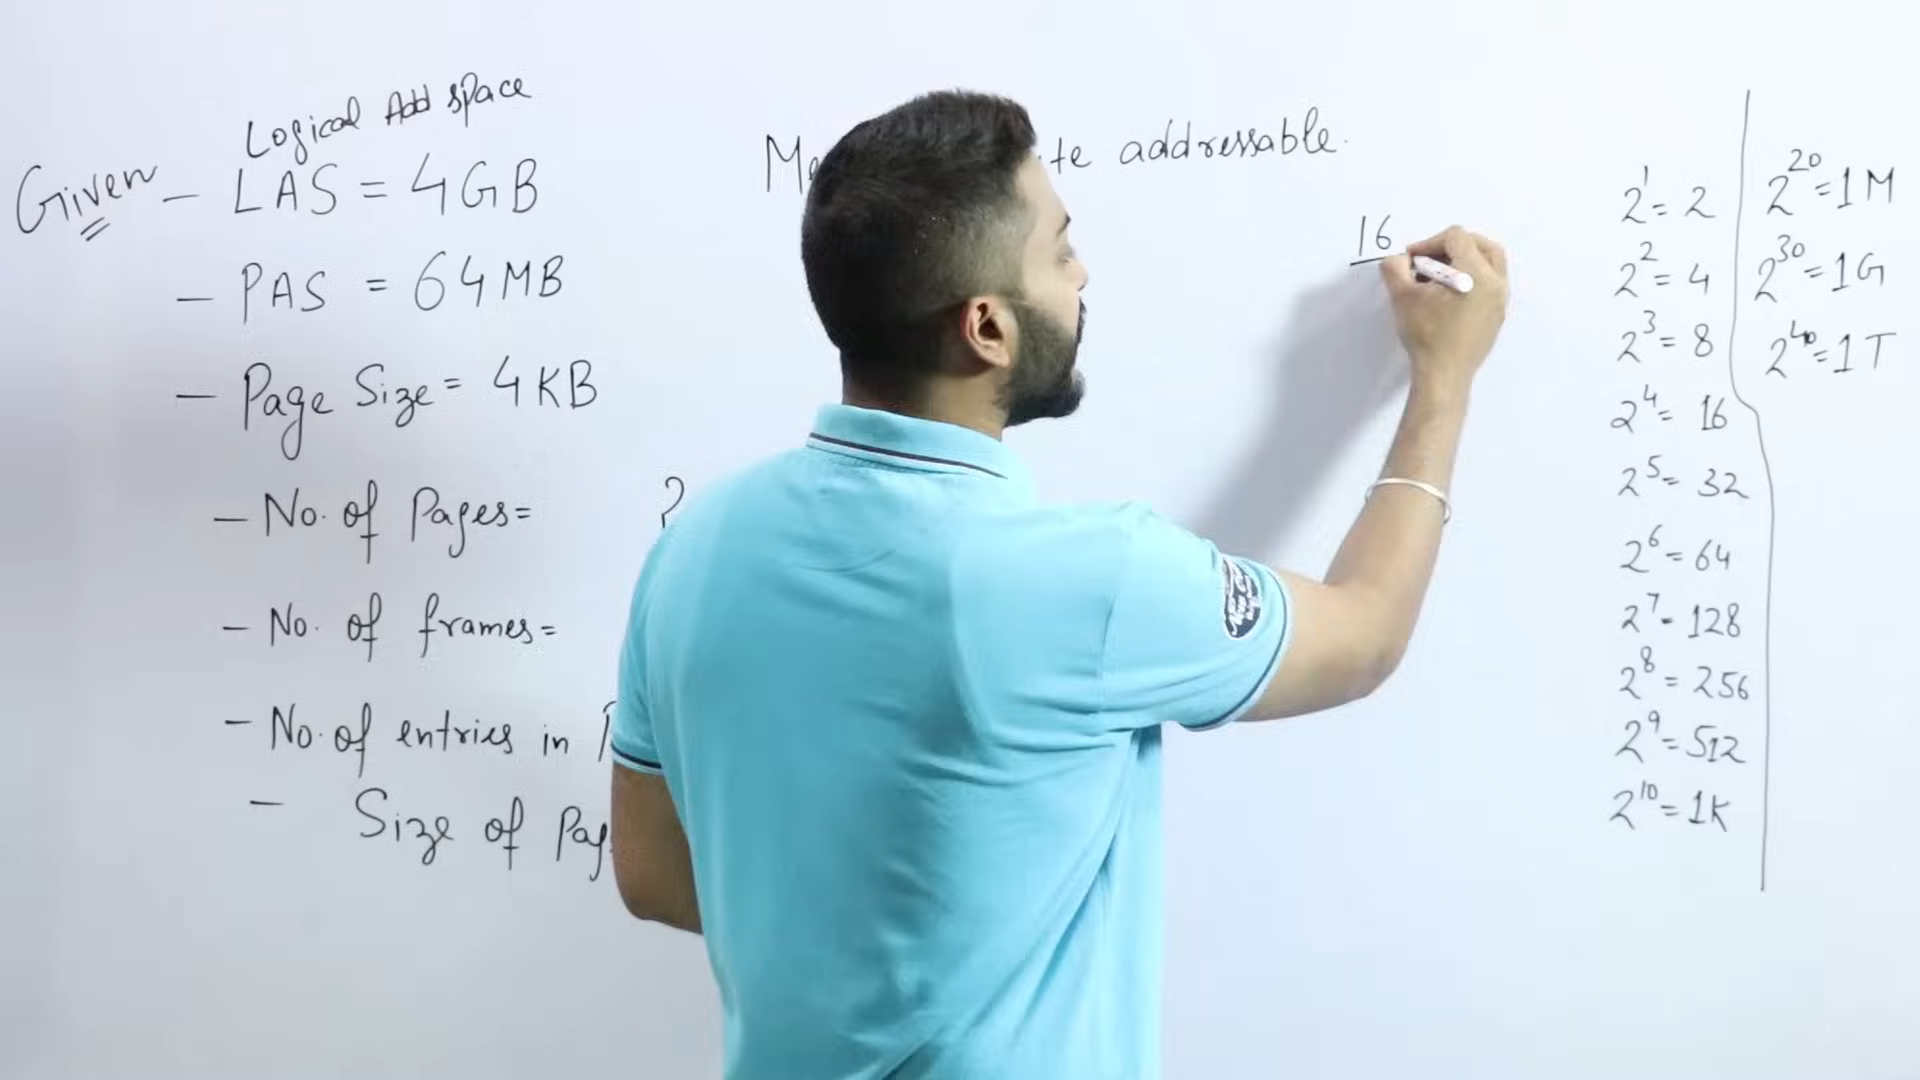 Given
Logical Add space
- LAS = 4GB
- PAS = 64MB
- Page Size = 4KB
- No. of Pages= ?
- No. of frames=
- No. of entries in
- Size of
addressable.
16
2¹= 2
2²= 4
2³= 8
2⁴= 16
2⁵= 32
2⁶= 64
2⁷= 128
2⁸= 256
2⁹= 512
2¹⁰= 1K
2²⁰=1M
2³⁰=1G
2⁴⁰=1T